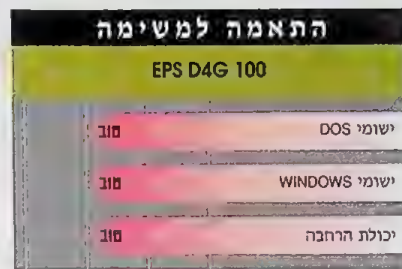 התאמה למשימה
EPS D4G 100
ישומי DOS טוב
ישומי WINDOWS טוב
יכולת הרחבה טוב